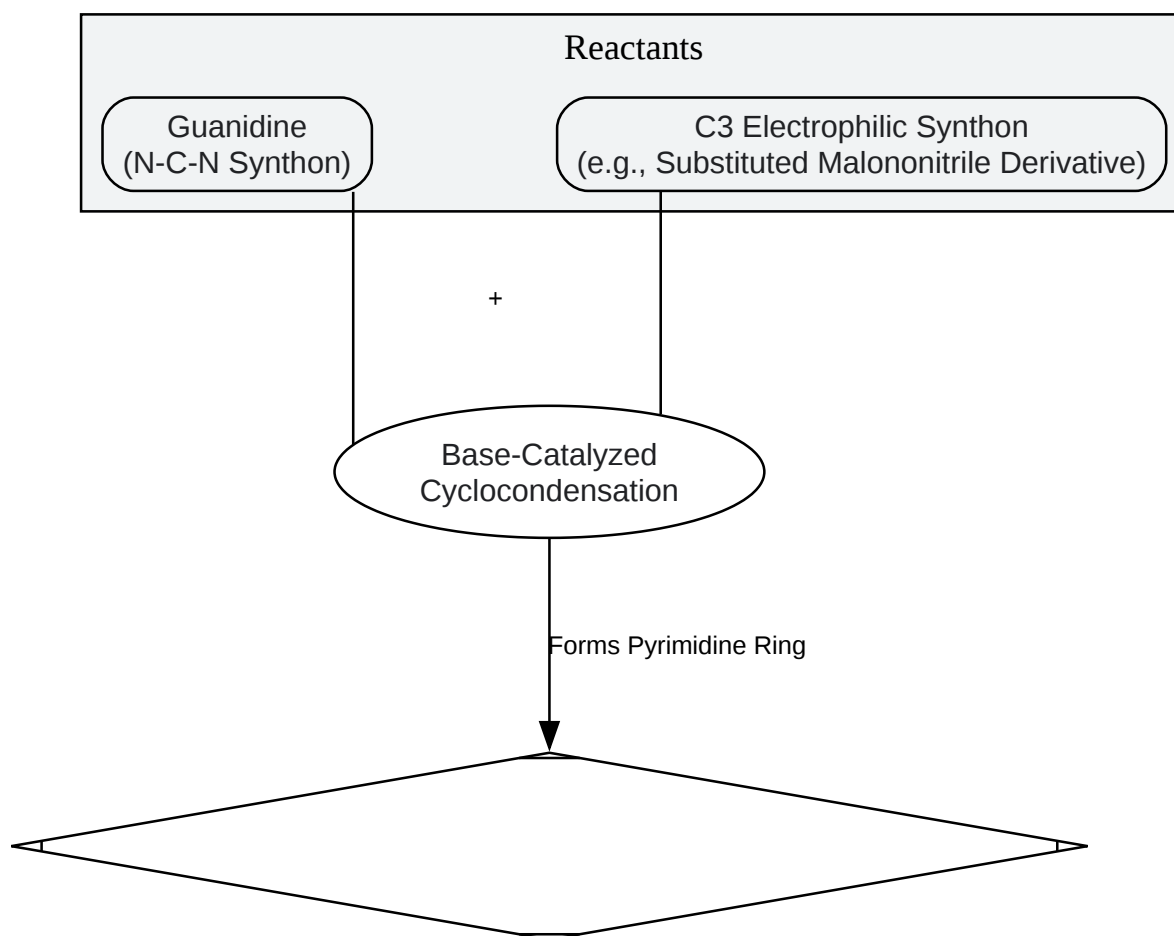 Reactants
Guanidine
(N-C-N Synthon)
C3 Electrophilic Synthon
(e.g., Substituted Malononitrile Derivative)
+
Base-Catalyzed
Cyclocondensation
Forms Pyrimidine Ring